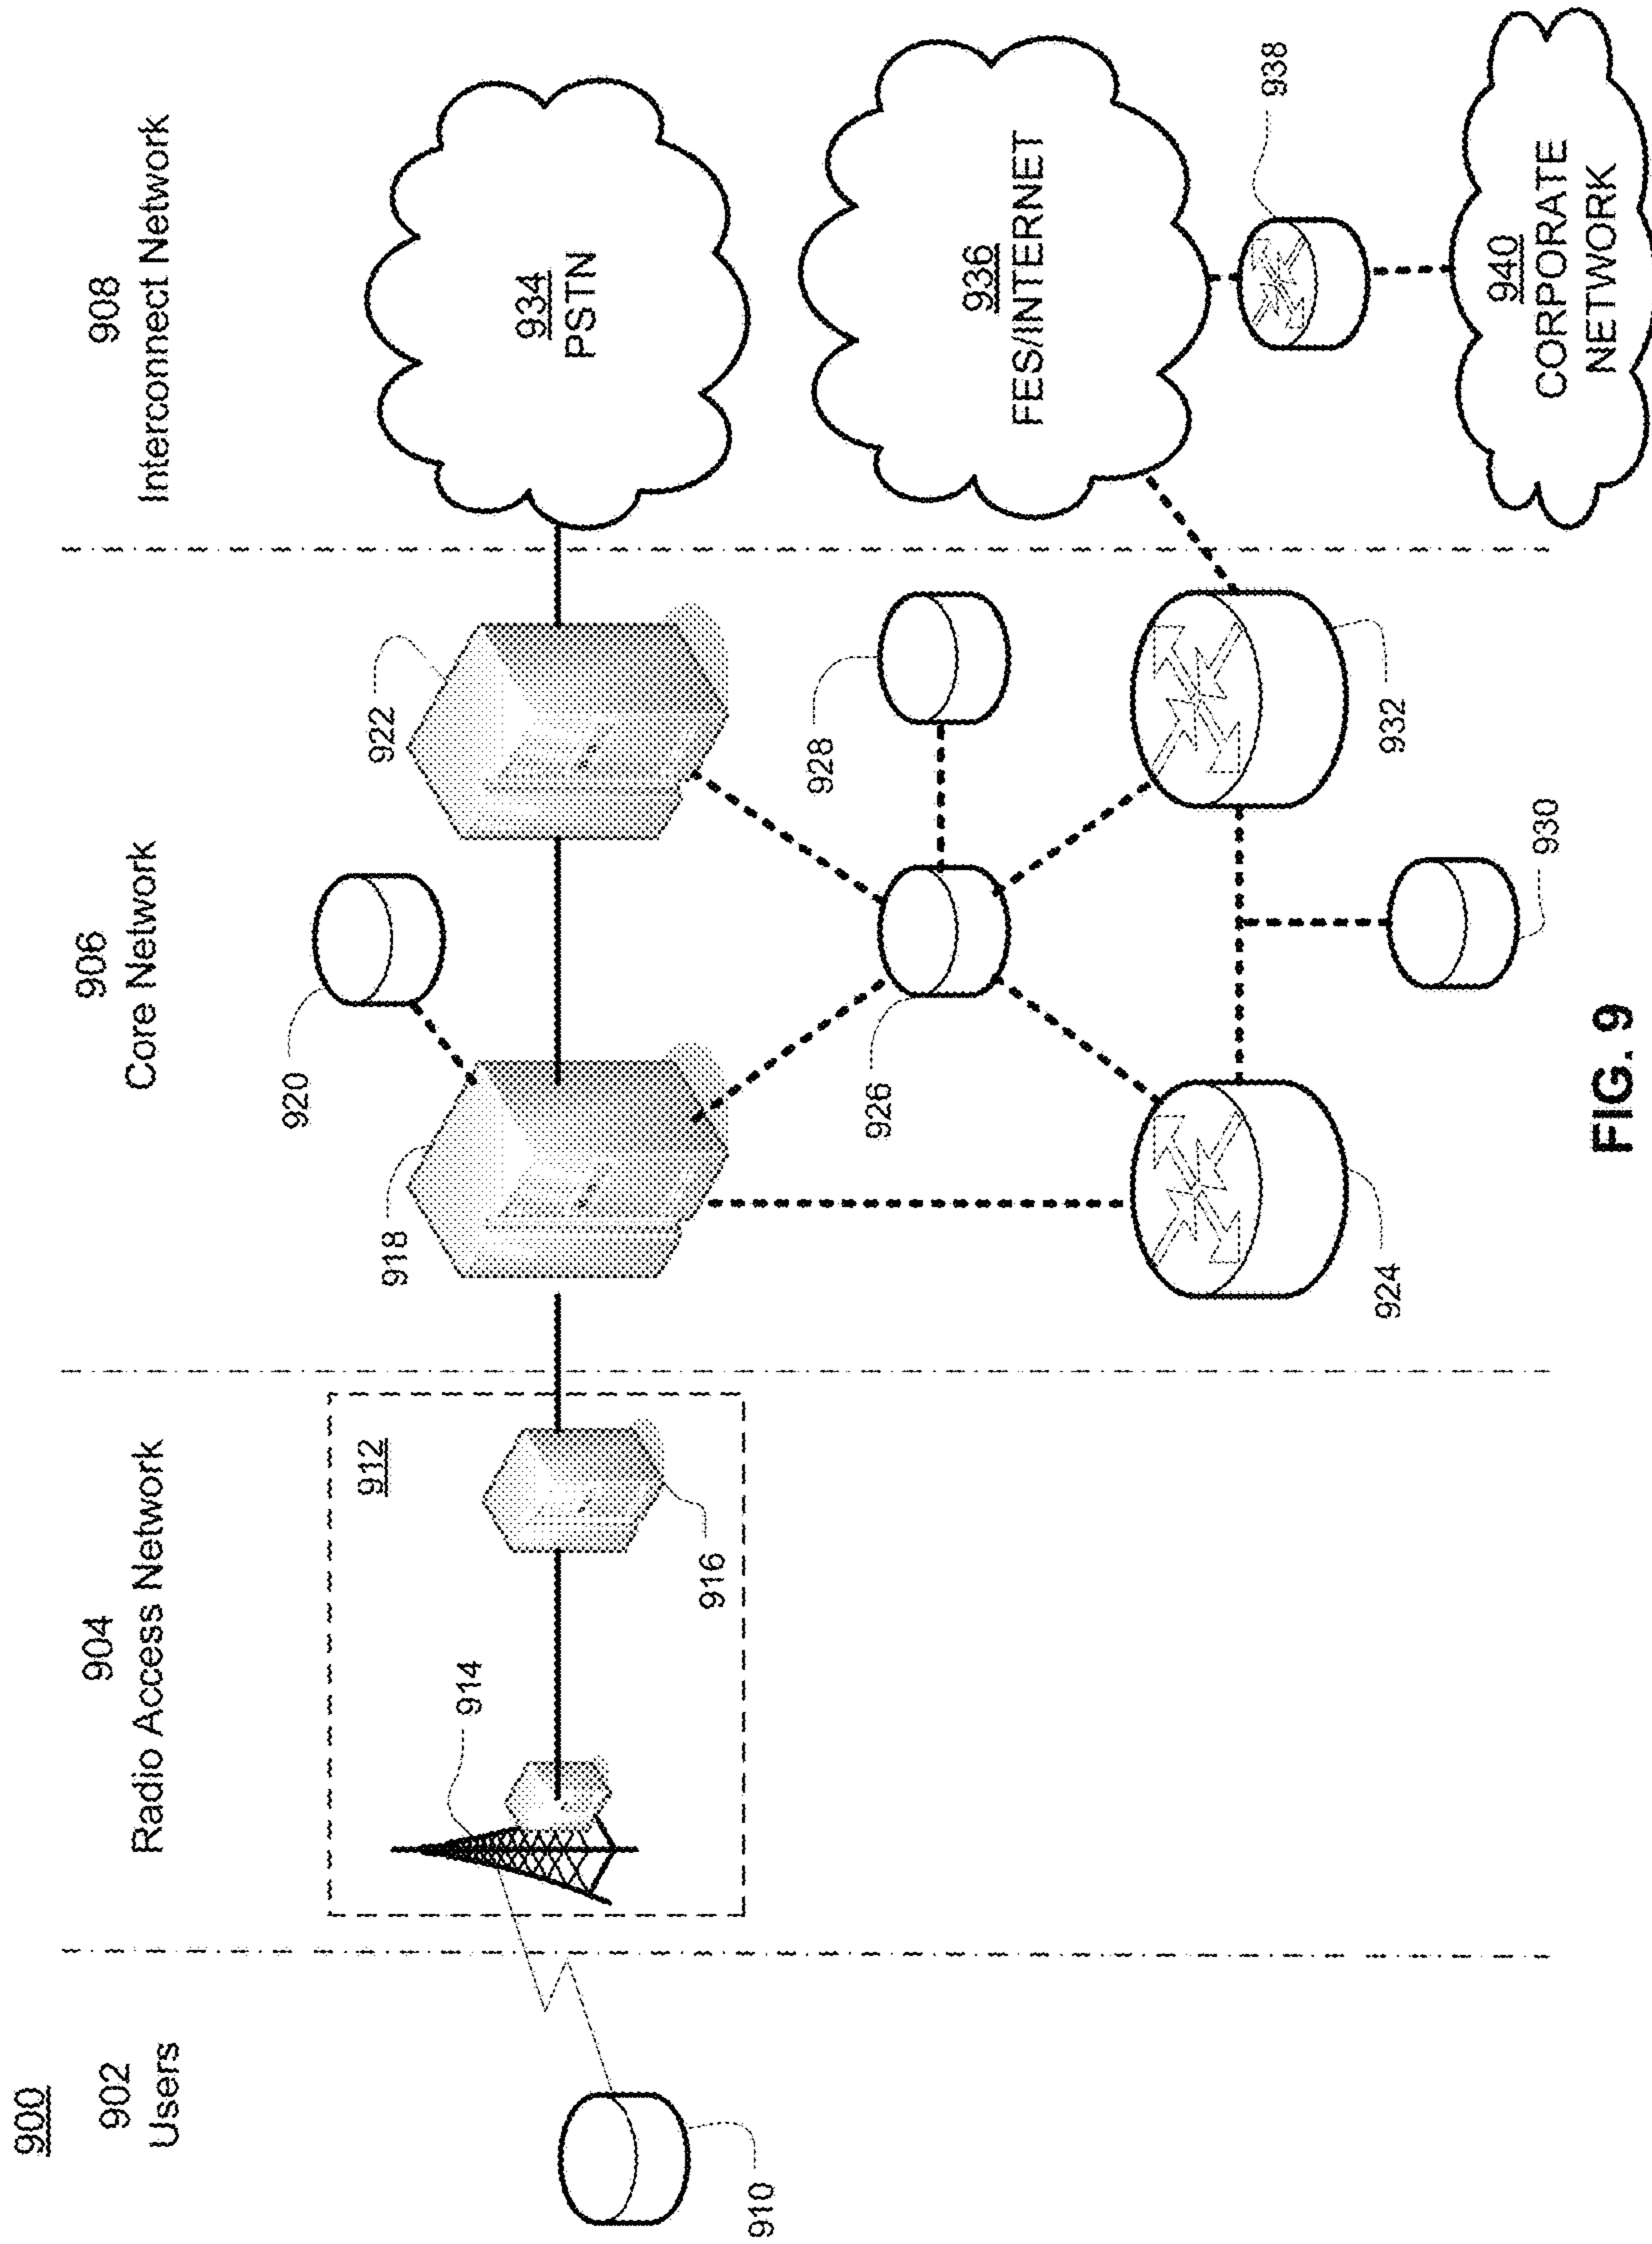 900
902
Users
904
Radio Access Network
906
Core Network
908
Interconnect Network
910
912
914
916
918
920
922
924
926
928
930
932
934
PSTN
936
FES/INTERNET
938
940
CORPORATE
NETWORK
FIG. 9